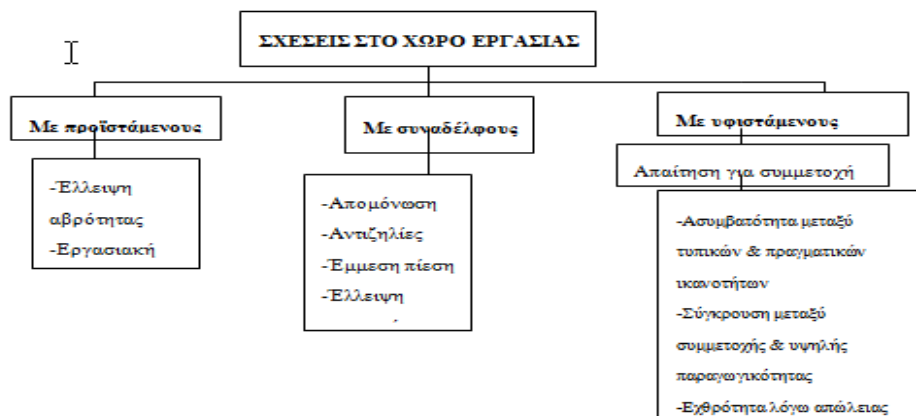 ΣΧΕΣΕΙΣ ΣΤΟ ΧΩΡΟ ΕΡΓΑΣΙΑΣ
Με προϊστάμενους
-Έλλειψη
αβρότητας
-Εργασιακή
Με συναδέλφους
-Απομόνωση
-Αντιζηλίες
-Έμμεση πίεση
-Έλλειψη
Με υφιστάμενους
Απαίτηση για συμμετοχή
-Ασυμβατότητα μεταξύ
τυπικών & πραγματικών
ικανοτήτων
-Σύγκρουση μεταξύ
συμμετοχής & υψηλής
παραγωγικότητας
-Εχθρότητα λόγω απώλειας